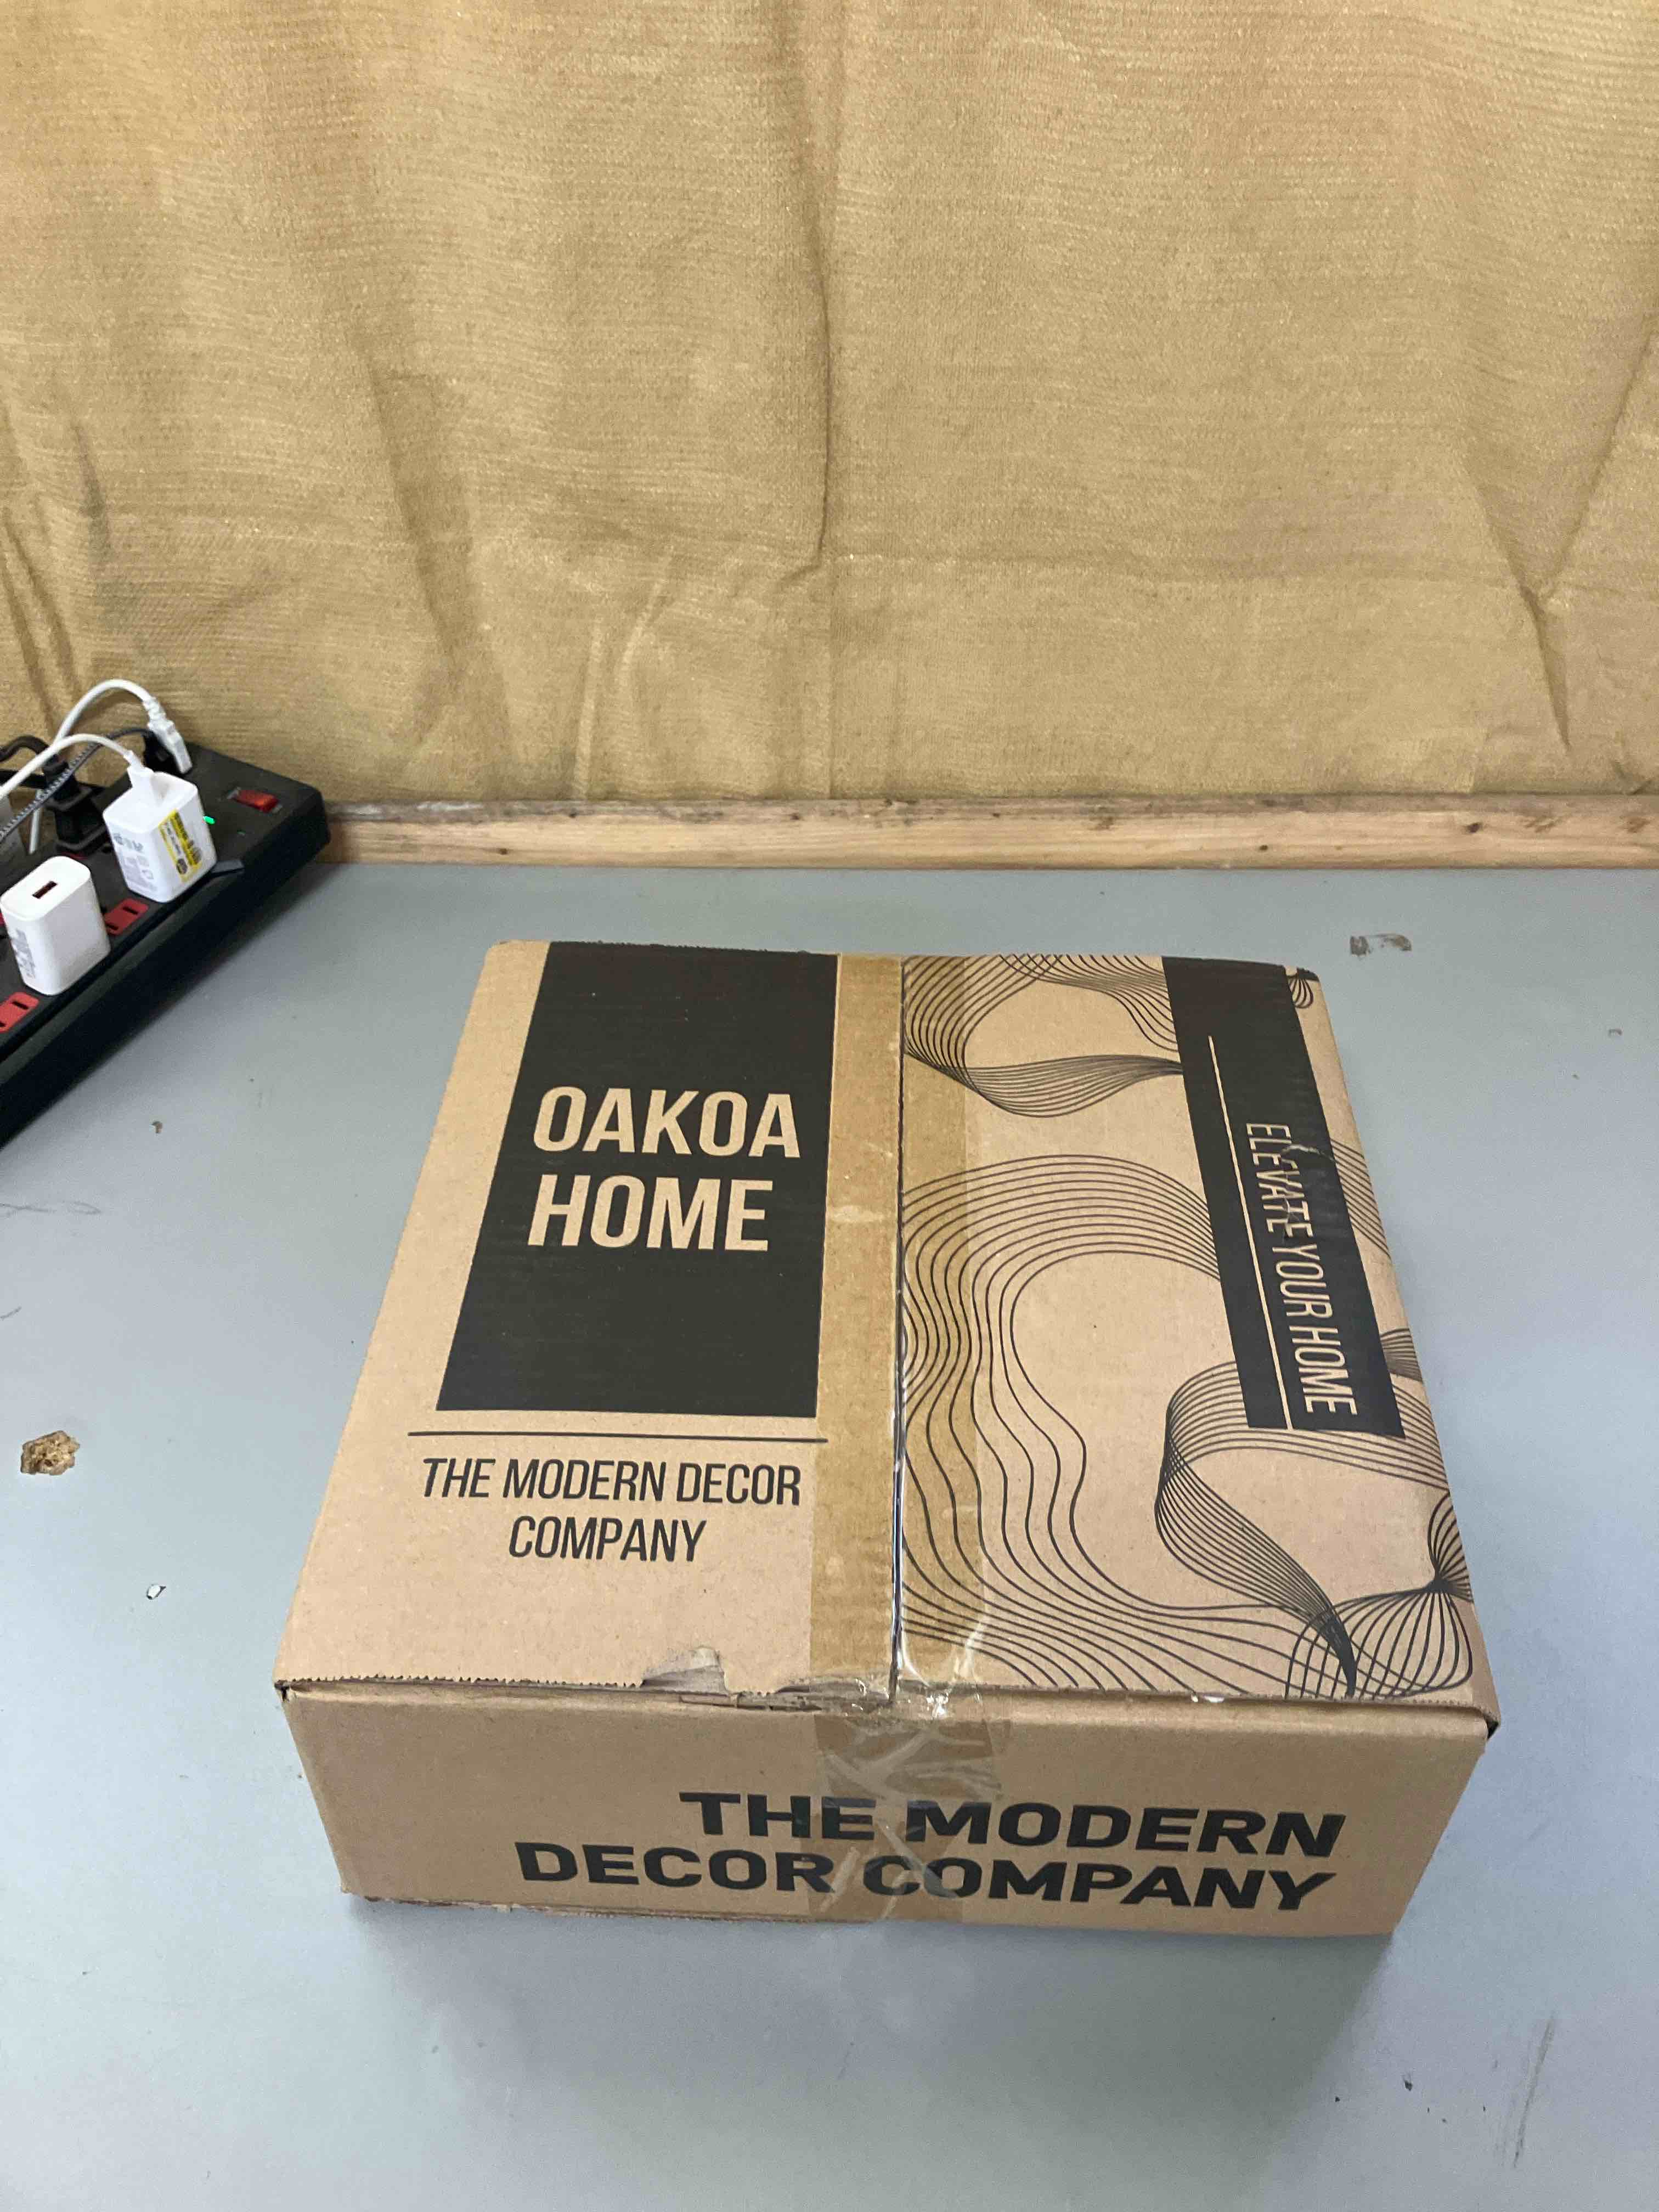 OAKOA
HOME
THE MODERN DECOR
COMPANY
ELEVATE YOUR HOME
THE MODERN
DECOR COMPANY